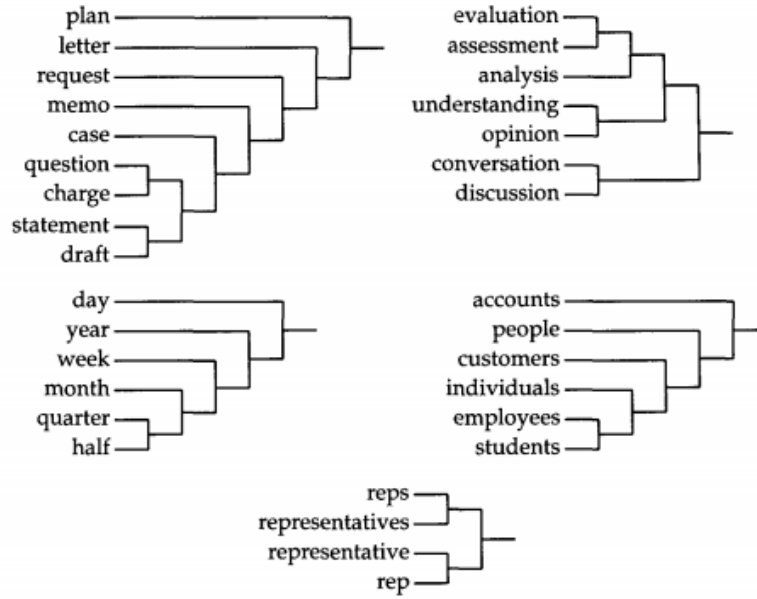 plan
letter
request
memo
case
question
charge
statement
draft
evaluation
assessment
analysis
understanding
opinion
conversation
discussion
day
year
week
month
quarter
half
accounts
people
customers
individuals
employees
students
reps
representatives
representative
rep